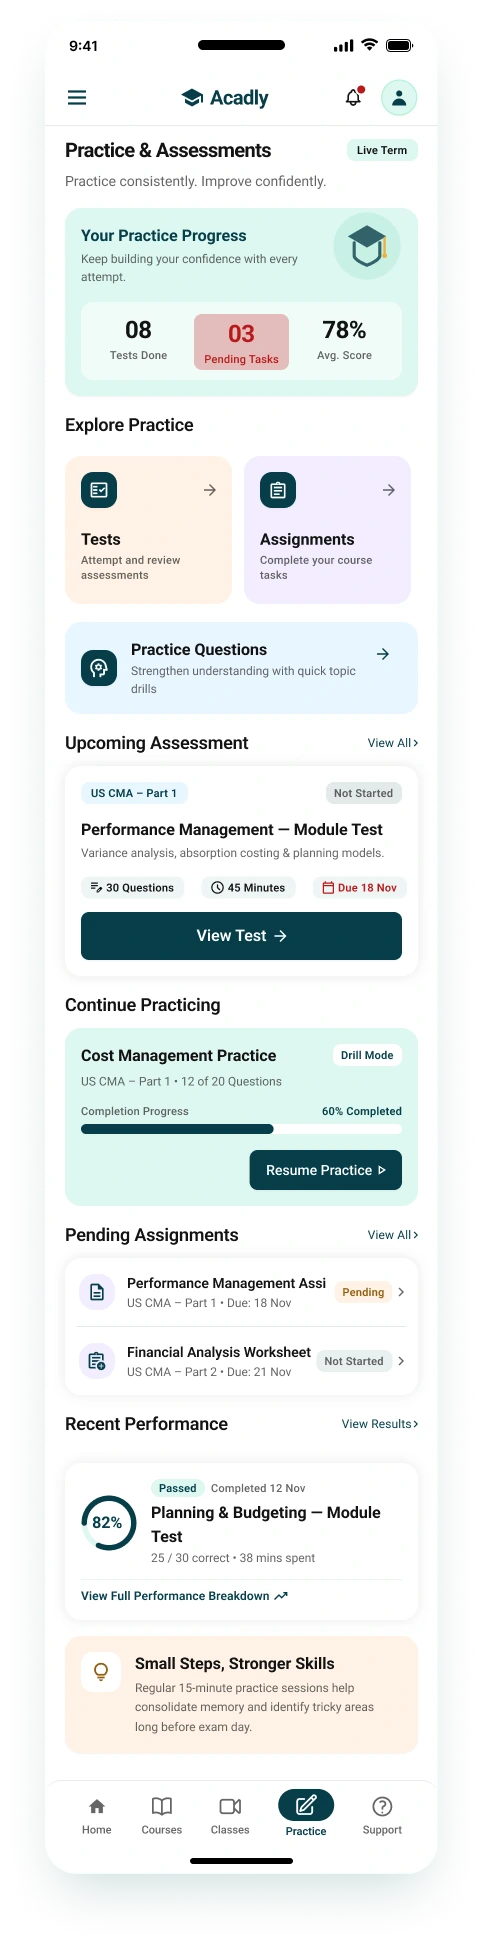 9:41
Acadly
Practice & Assessments
Live Term
Practice consistently. Improve confidently.
Your Practice Progress
Keep building your confidence with every
attempt.
08
Tests Done
03
Pending Tasks
78%
Avg. Score
Explore Practice
Tests
Attempt and review
assessments
Assignments
Complete your course
tasks
Practice Questions
Strengthen understanding with quick topic
drills
Upcoming Assessment
View All
US CMA – Part 1
Not Started
Performance Management — Module Test
Variance analysis, absorption costing & planning models.
30 Questions
45 Minutes
Due 18 Nov
View Test
Continue Practicing
Cost Management Practice
Drill Mode
US CMA – Part 1 • 12 of 20 Questions
Completion Progress
60% Completed
Resume Practice
Pending Assignments
View All
Performance Management Assi
US CMA – Part 1 • Due: 18 Nov
Pending
Financial Analysis Worksheet
US CMA – Part 2 • Due: 21 Nov
Not Started
Recent Performance
View Results
82%
Passed
Completed 12 Nov
Planning & Budgeting — Module
Test
25 / 30 correct • 38 mins spent
View Full Performance Breakdown
Small Steps, Stronger Skills
Regular 15-minute practice sessions help
consolidate memory and identify tricky areas
long before exam day.
Home
Courses
Classes
Practice
Support